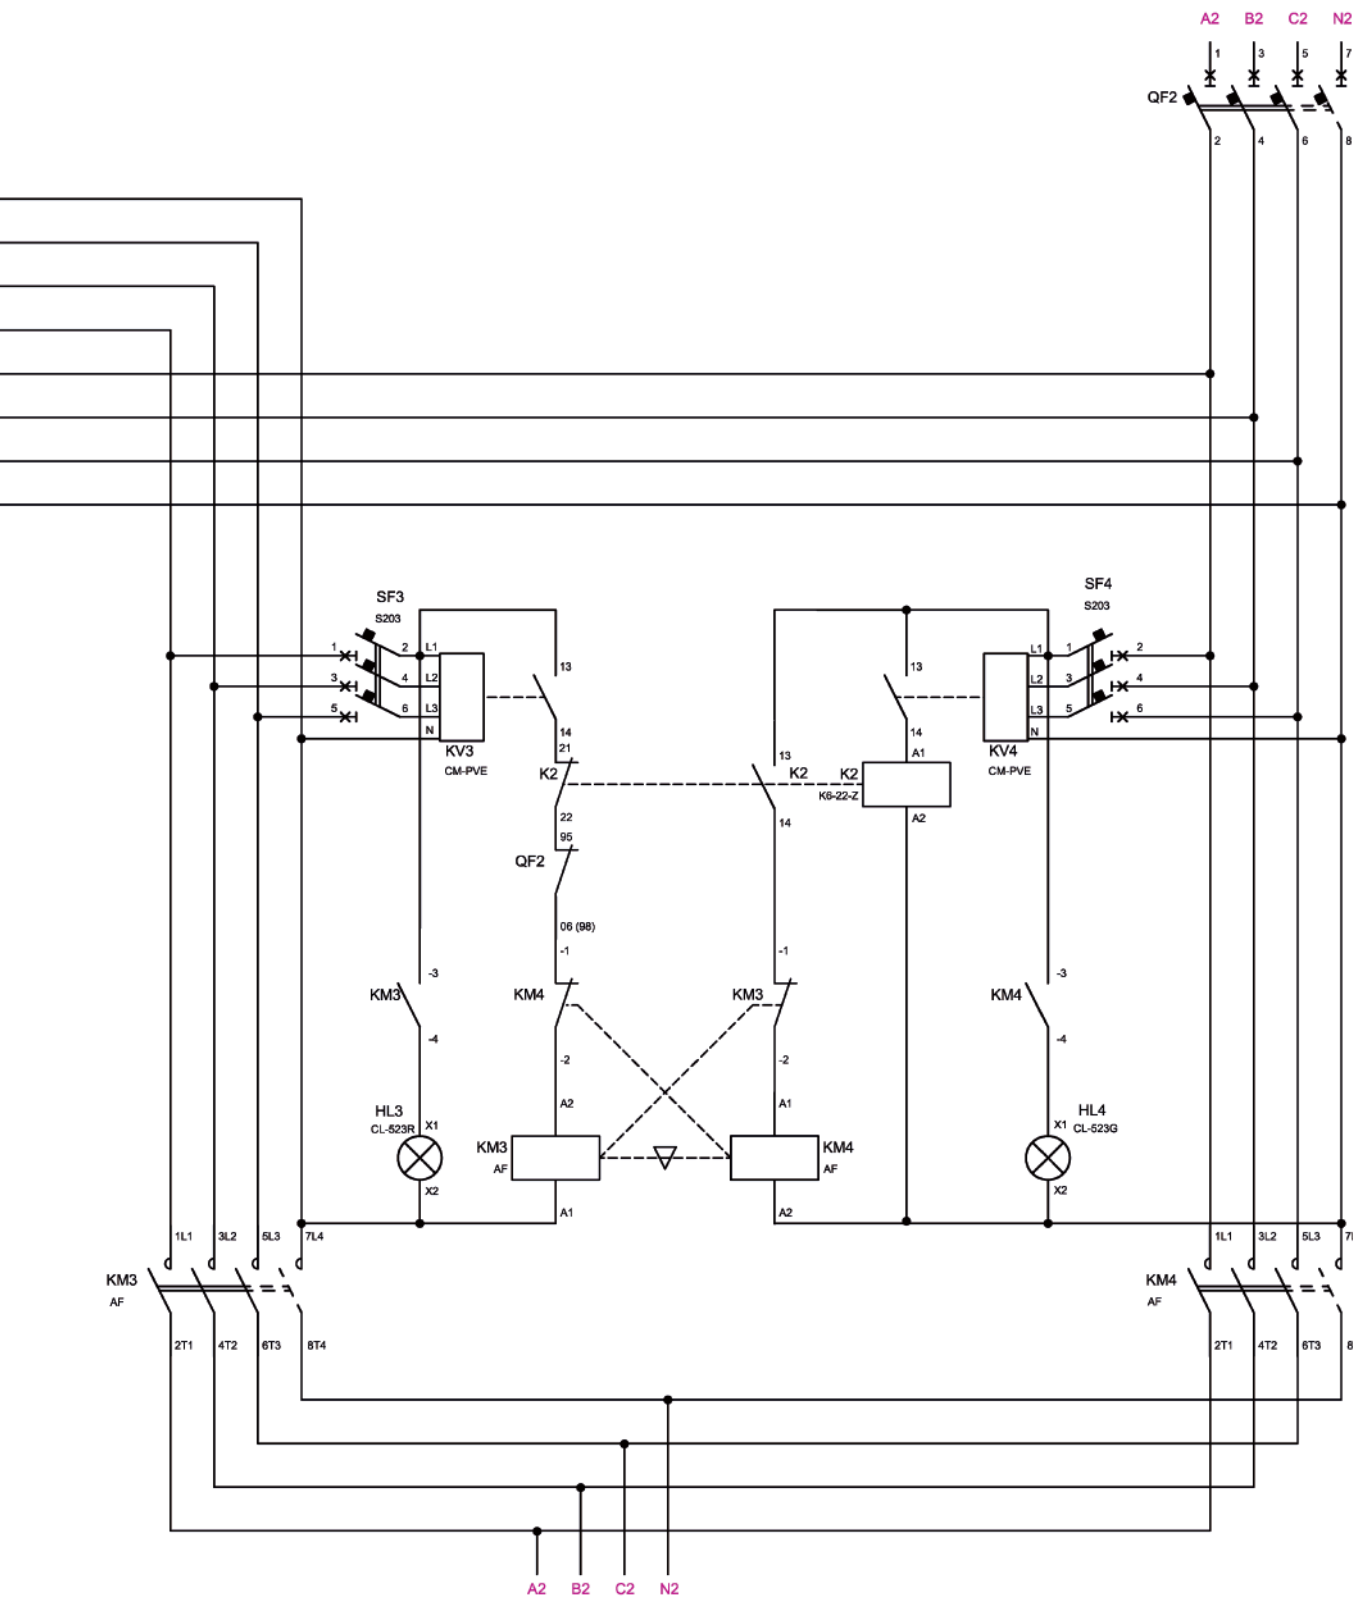 A2 B2 C2 N2
1 3 5 7
QF2
2 4 6 8
SF3
S203
SF4
S203
1 2 L1
3 4 L2
5 6 L3
N
L1 1 2
L2 3 4
L3 5 6
N
13
14
13
14
KV3
CM-PVE
KV4
CM-PVE
21
K2
22
13
K2
14
A1
K2
K6-22-Z
A2
95
QF2
06 (98)
-3
KM3
-4
-1
KM4
-2
-1
KM3
-2
-3
KM4
-4
HL3
CL-523R
X1
X2
A2
KM3
AF
A1
A1
KM4
AF
A2
HL4
X1 CL-523G
X2
1L1 3L2 5L3 7L4
KM3
AF
2T1 4T2 6T3 8T4
1L1 3L2 5L3
KM4
AF
2T1 4T2 6T3 8
A2 B2 C2 N2